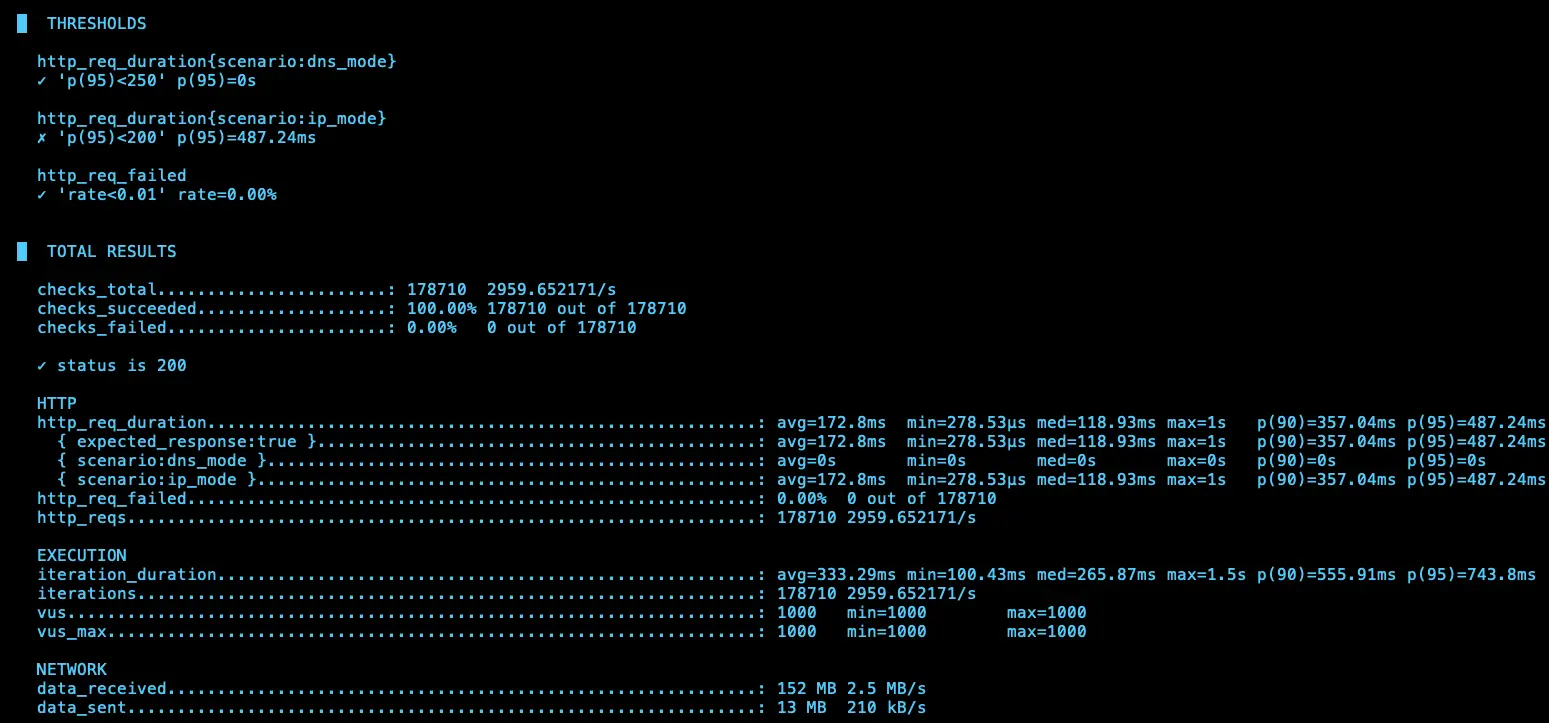 █ THRESHOLDS
http_req_duration{scenario:dns_mode}
✓ 'p(95)<250' p(95)=0s
http_req_duration{scenario:ip_mode}
✗ 'p(95)<200' p(95)=487.24ms
http_req_failed
✓ 'rate<0.01' rate=0.00%
█ TOTAL RESULTS
checks_total.......................: 178710 2959.652171/s
checks_succeeded...................: 100.00% 178710 out of 178710
checks_failed......................: 0.00% 0 out of 178710
✓ status is 200
HTTP
http_req_duration.......................................................: avg=172.8ms min=278.53µs med=118.93ms max=1s p(90)=357.04ms p(95)=487.24ms
{ expected_response:true }............................................: avg=172.8ms min=278.53µs med=118.93ms max=1s p(90)=357.04ms p(95)=487.24ms
{ scenario:dns_mode }.................................................: avg=0s min=0s med=0s max=0s p(90)=0s p(95)=0s
{ scenario:ip_mode }..................................................: avg=172.8ms min=278.53µs med=118.93ms max=1s p(90)=357.04ms p(95)=487.24ms
http_req_failed.........................................................: 0.00% 0 out of 178710
http_reqs...............................................................: 178710 2959.652171/s
EXECUTION
iteration_duration......................................................: avg=333.29ms min=100.43ms med=265.87ms max=1.5s p(90)=555.91ms p(95)=743.8ms
iterations..............................................................: 178710 2959.652171/s
vus.....................................................................: 1000 min=1000 max=1000
vus_max.................................................................: 1000 min=1000 max=1000
NETWORK
data_received...........................................................: 152 MB 2.5 MB/s
data_sent...............................................................: 13 MB 210 kB/s